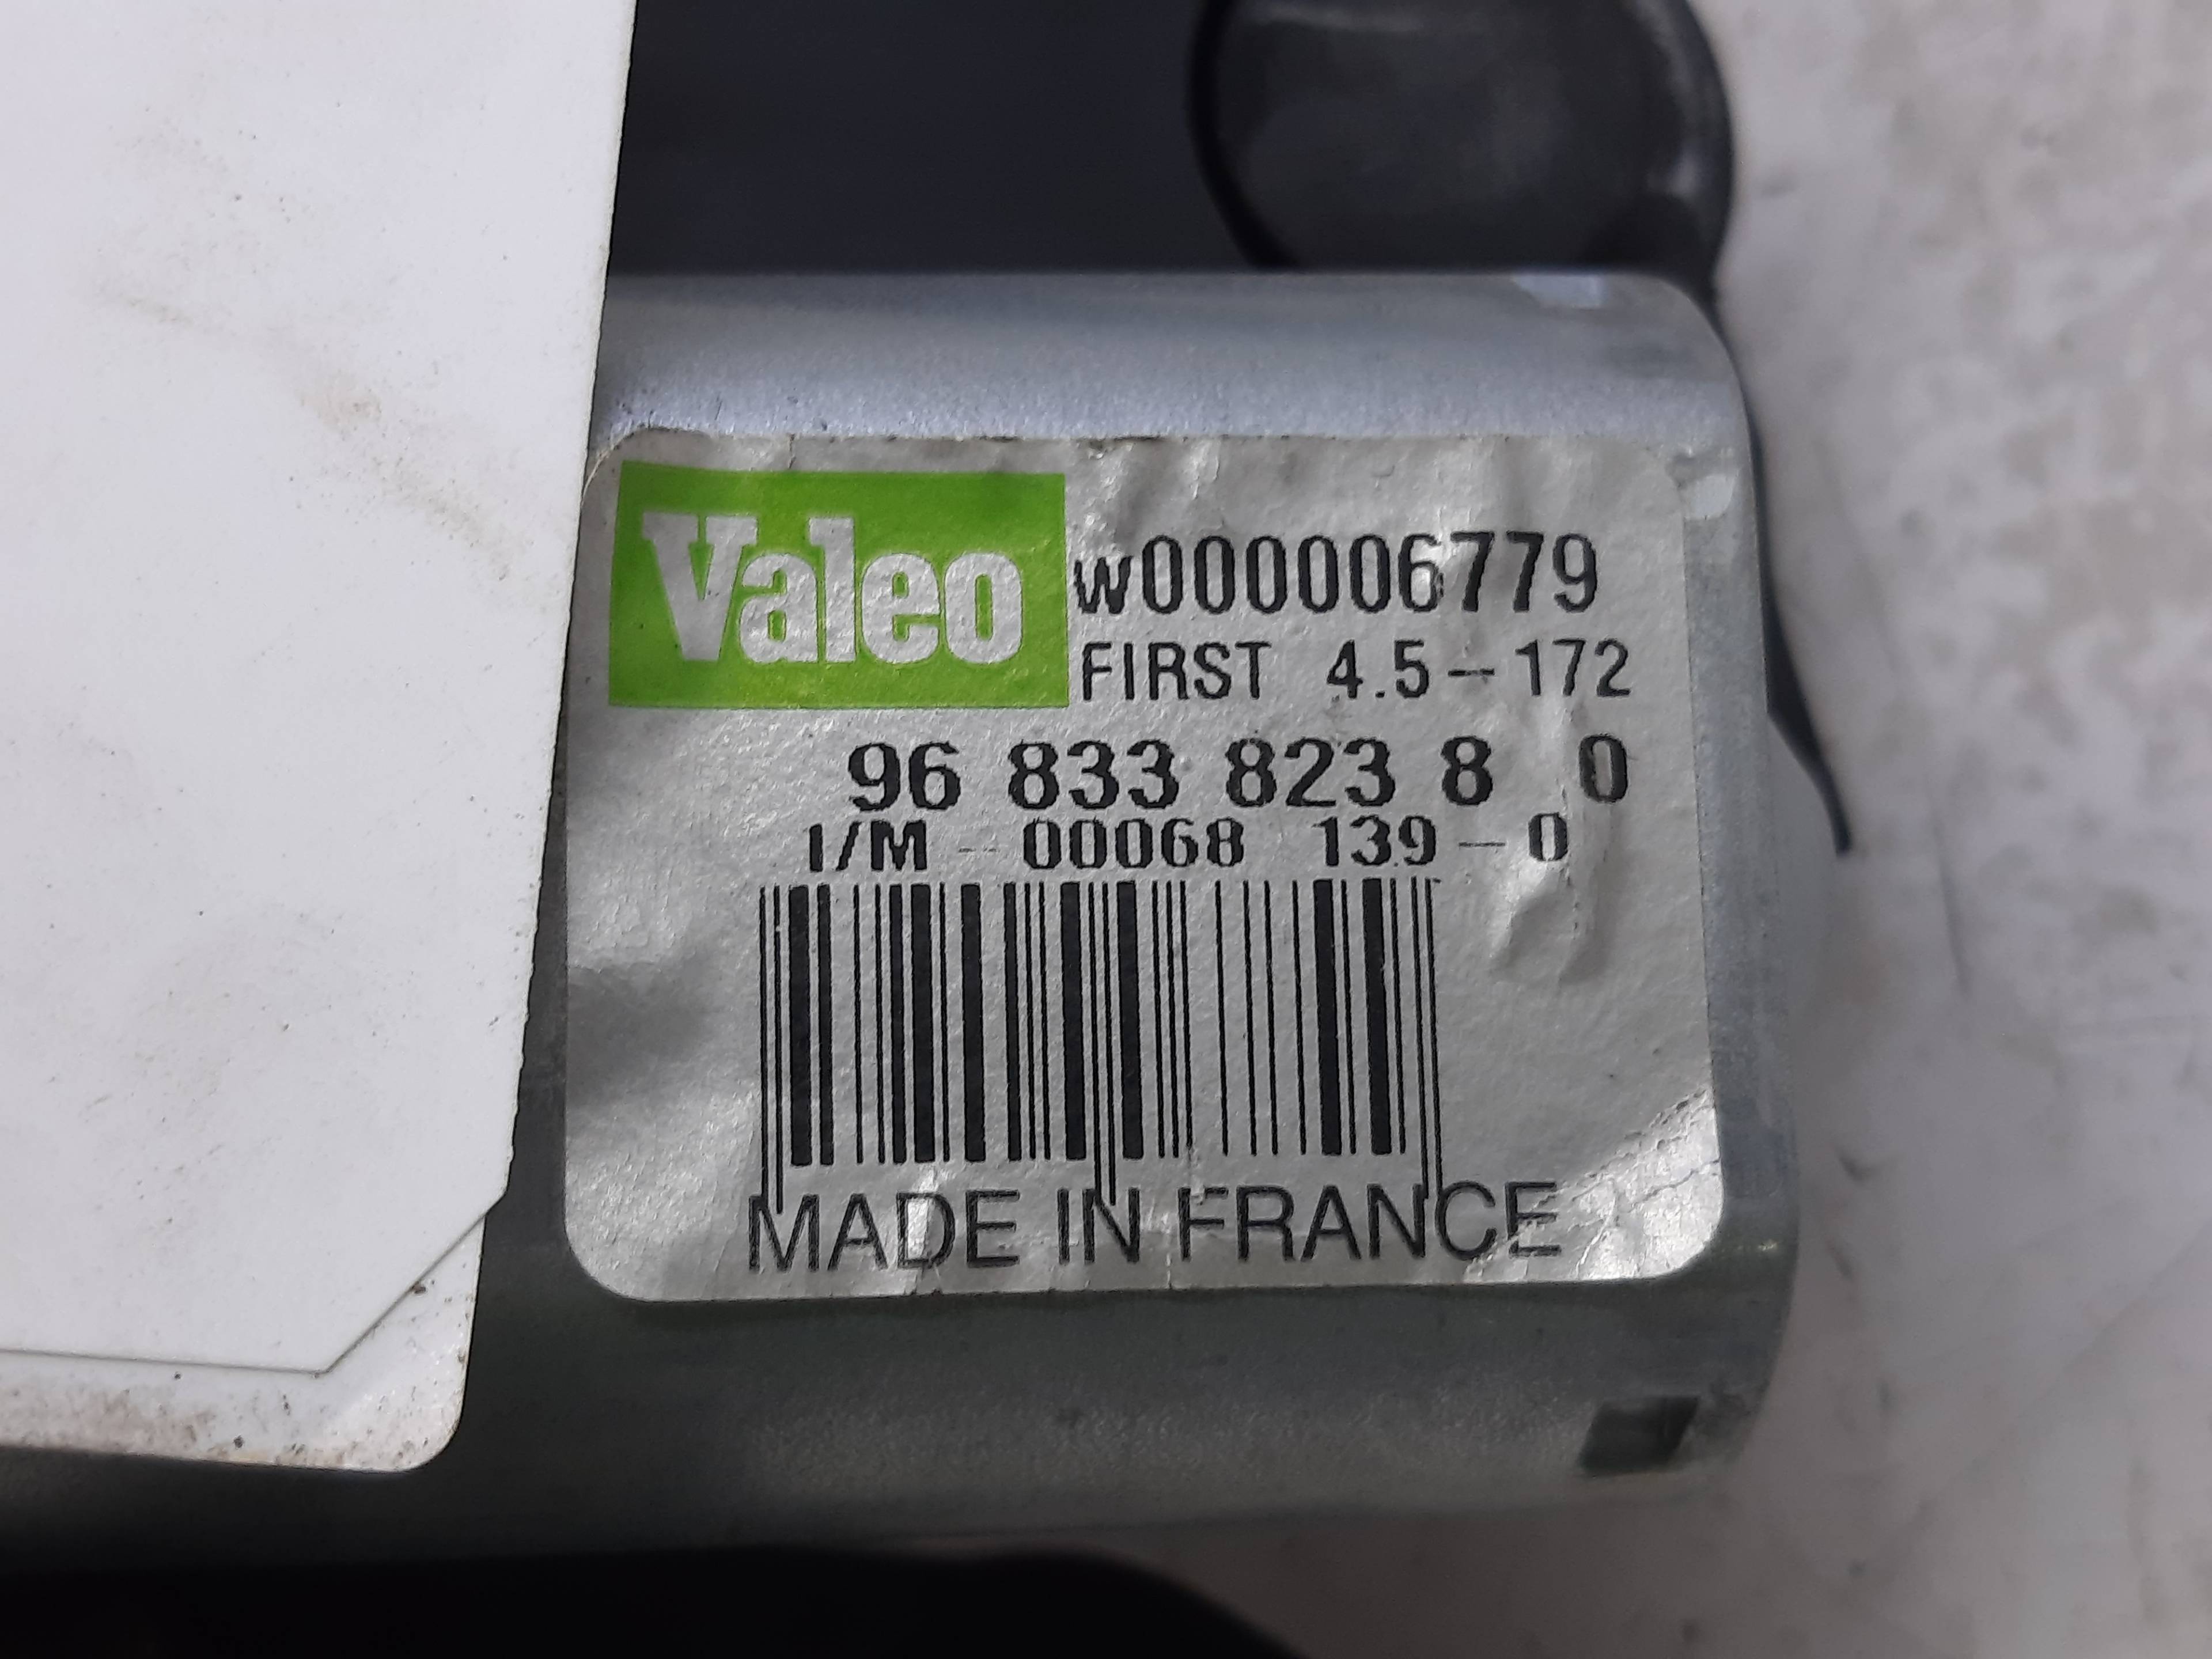 Valeo
w000006779
FIRST 4.5-172
96 833 823 8 0
I/M - 00068 139-0
MADE IN FRANCE